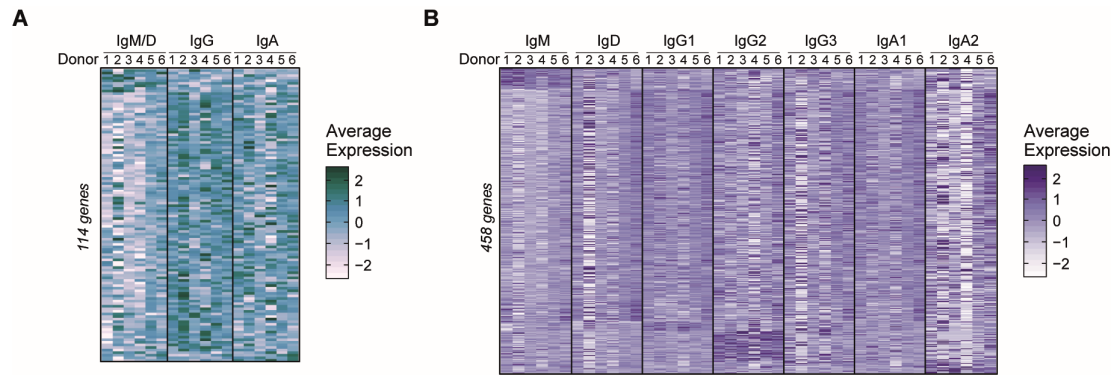 A
IgM/D IgG IgA
Donor 1 2 3 4 5 6 1 2 3 4 5 6 1 2 3 4 5 6
114 genes
Average
Expression
2
1
0
−1
−2
B
IgM IgD IgG1 IgG2 IgG3 IgA1 IgA2
Donor 1 2 3 4 5 6 1 2 3 4 5 6 1 2 3 4 5 6 1 2 3 4 5 6 1 2 3 4 5 6 1 2 3 4 5 6 1 2 3 4 5 6
458 genes
Average
Expression
2
1
0
−1
−2